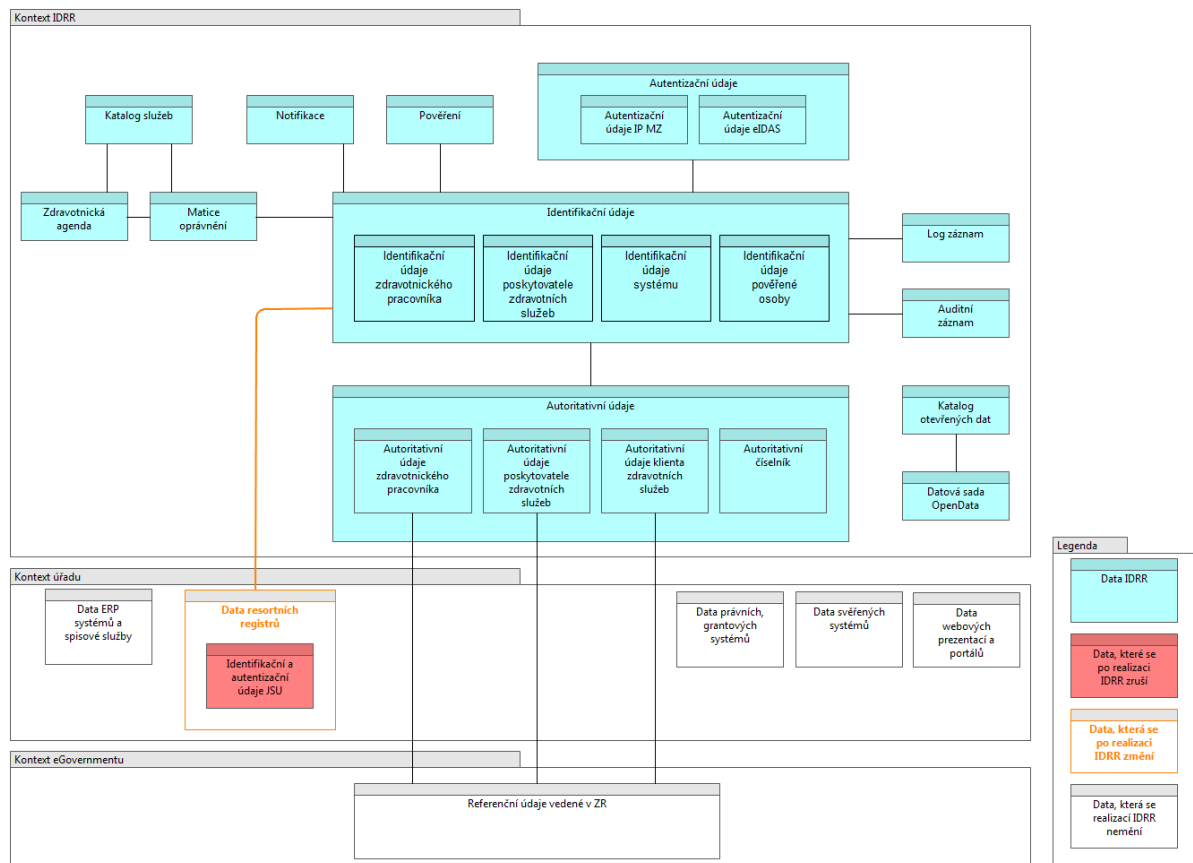 Kontext IDRR
Autentizační údaje
Autentizační
údaje IP MZ
Autentizační
údaje eIDAS
Katalog služeb
Notifikace
Pověření
Zdravotnická
agenda
Matice
oprávnění
Identifikační údaje
Identifikační
údaje
zdravotnického
pracovníka
Identifikační
údaje
poskytovatele
zdravotních
služeb
Identifikační
údaje
systému
Identifikační
údaje
pověřené
osoby
Log záznam
Auditní
záznam
Autoritativní údaje
Autoritativní
údaje
zdravotnického
pracovníka
Autoritativní
údaje
poskytovatele
zdravotních
služeb
Autoritativní
údaje klienta
zdravotních
služeb
Autoritativní
číselník
Katalog
otevřených dat
Datová sada
OpenData
Kontext úřadu
Data ERP
systémů a
spisové služby
Data resortních
registrů
Identifikační a
autentizační
údaje JSU
Data právních,
grantových
systémů
Data svěřených
systémů
Data
webových
prezentací a
portálů
Kontext eGovernmentu
Referenční údaje vedené v ZR
Legenda
Data IDRR
Data, které se
po realizaci
IDRR zruší
Data, která se
po realizaci
IDRR změní
Data, která se
realizací IDRR
nemění